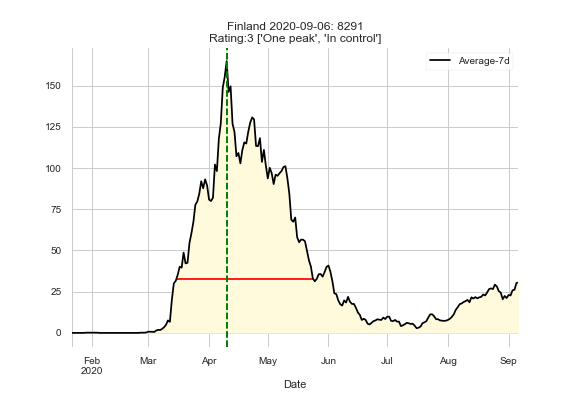 Finland 2020-09-06: 8291
Rating:3 ['One peak', 'In control']
Average-7d
150
125
100
75
50
25
0
Feb Mar Apr May Jun Jul Aug Sep
2020
Date